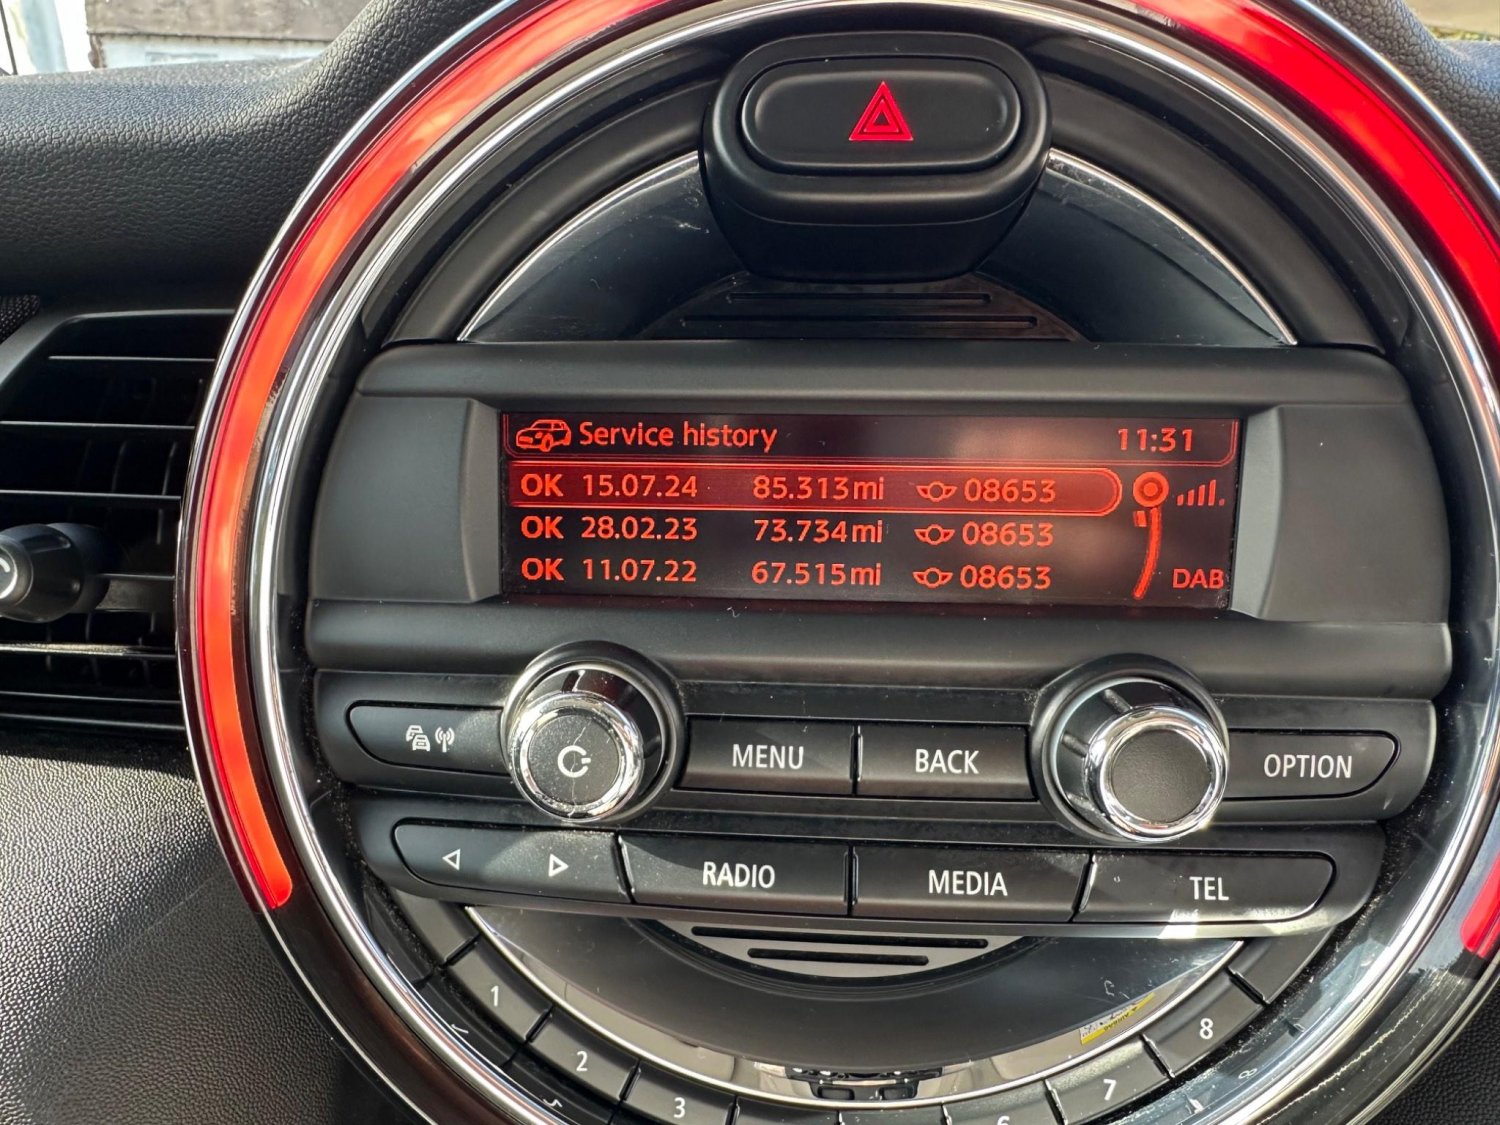 Service history 11:31
OK 15.07.24 85.313mi 08653
OK 28.02.23 73.734mi 08653
OK 11.07.22 67.515mi 08653
DAB
MENU BACK OPTION
RADIO MEDIA TEL
1
2
3
7
8